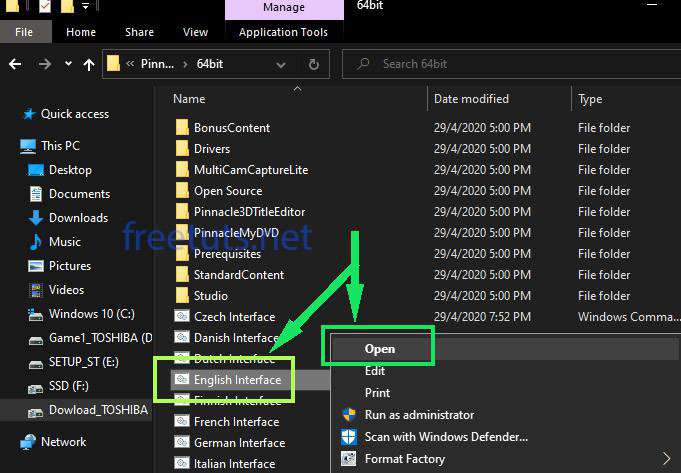 Manage
64bit
File
Home
Share
View
Application Tools
Pinn...
64bit
Search 64bit
Name
Date modified
Type
Quick access
This PC
Desktop
Documents
Downloads
Music
Pictures
Videos
Windows 10 (C:)
Game1_TOSHIBA (D
SETUP_ST (E:)
SSD (F:)
Dowload_TOSHIBA
Network
BonusContent 29/4/2020 5:00 PM File folder
Drivers 29/4/2020 5:00 PM File folder
MultiCamCaptureLite 29/4/2020 5:00 PM File folder
Open Source 29/4/2020 5:00 PM File folder
Pinnacle3DTitleEditor 29/4/2020 5:00 PM File folder
PinnacleMyDVD 29/4/2020 5:00 PM File folder
Prerequisites 29/4/2020 5:00 PM File folder
StandardContent 29/4/2020 5:00 PM File folder
Studio 29/4/2020 5:00 PM File folder
Czech Interface 29/4/2020 7:52 PM Windows Comma...
Danish Interface
Dutch Interface
English Interface
Finnish Interface
French Interface
German Interface
Italian Interface
freetuts.net
Open
Edit
Print
Run as administrator
Scan with Windows Defender...
Format Factory